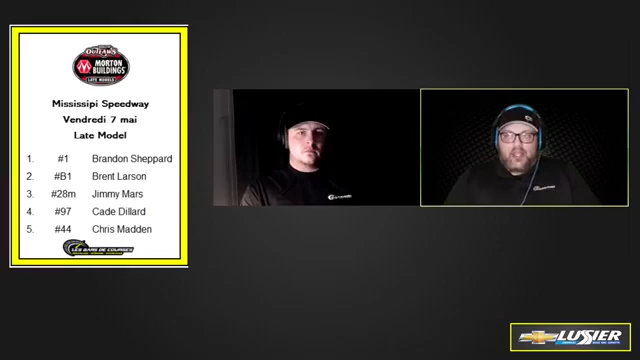 OUTLAWS
MORTON
BUILDINGS
LATE MODELS
Mississipi Speedway
Vendredi 7 mai
Late Model
1. #1 Brandon Sheppard
2. #B1 Brent Larson
3. #28m Jimmy Mars
4. #97 Cade Dillard
5. #44 Chris Madden
LES GARS DE COURSES
LUSSIER